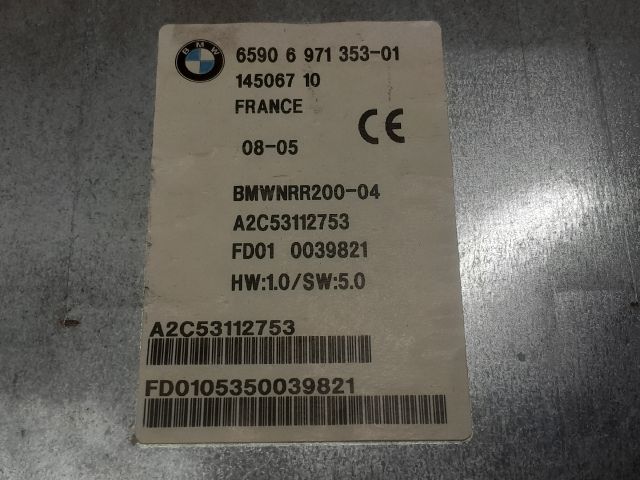 BMW
6590 6 971 353-01
145067 10
FRANCE
CE
08-05
BMWNRR200-04
A2C53112753
FD01 0039821
HW:1.0/SW:5.0
A2C53112753
FD0105350039821